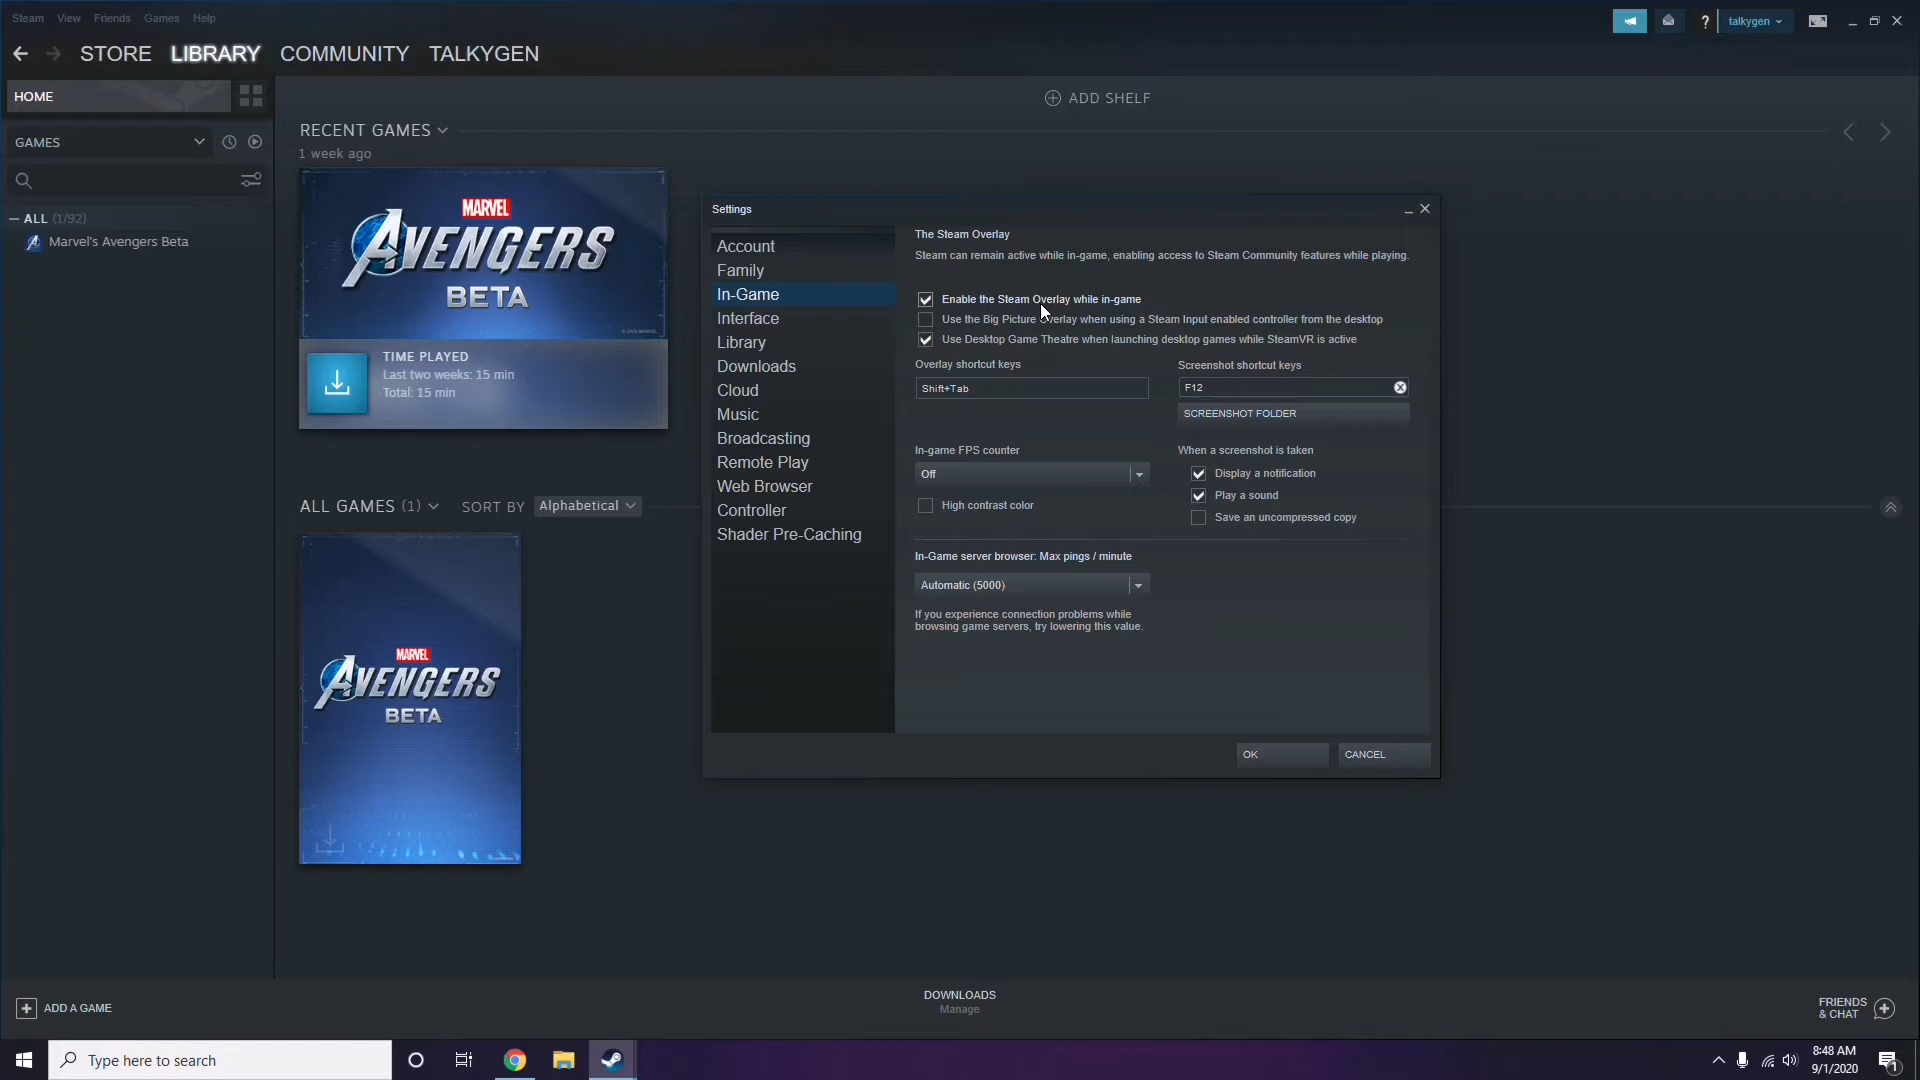 Steam View Friends Games Help
talkygen
STORE LIBRARY COMMUNITY TALKYGEN
HOME
ADD SHELF
GAMES
RECENT GAMES
1 week ago
ALL (1/92)
Marvel's Avengers Beta
MARVEL
AVENGERS
BETA
TIME PLAYED
Last two weeks: 15 min
Total: 15 min
ALL GAMES (1) SORT BY Alphabetical
MARVEL
AVENGERS
BETA
Settings
Account
Family
In-Game
Interface
Library
Downloads
Cloud
Music
Broadcasting
Remote Play
Web Browser
Controller
Shader Pre-Caching
The Steam Overlay
Steam can remain active while in-game, enabling access to Steam Community features while playing.
Enable the Steam Overlay while in-game
Use the Big Picture Overlay when using a Steam Input enabled controller from the desktop
Use Desktop Game Theatre when launching desktop games while SteamVR is active
Overlay shortcut keys
Shift+Tab
Screenshot shortcut keys
F12
SCREENSHOT FOLDER
In-game FPS counter
Off
High contrast color
When a screenshot is taken
Display a notification
Play a sound
Save an uncompressed copy
In-Game server browser: Max pings / minute
Automatic (5000)
If you experience connection problems while
browsing game servers, try lowering this value.
OK
CANCEL
ADD A GAME
DOWNLOADS
Manage
FRIENDS
& CHAT
Type here to search
8:48 AM
9/1/2020
1